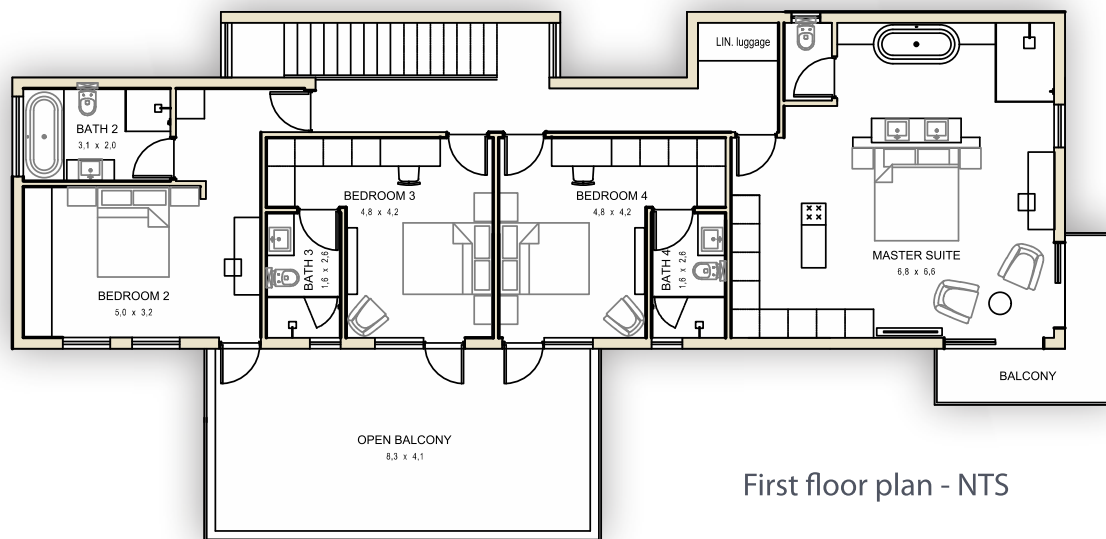 LIN. luggage
BATH 2
3,1 x 2,0
BEDROOM 3
4,8 x 4,2
BEDROOM 4
4,8 x 4,2
BATH 3
1,6 x 2,6
BATH 4
1,6 x 2,6
MASTER SUITE
6,8 x 6,6
BEDROOM 2
5,0 x 3,2
BALCONY
OPEN BALCONY
8,3 x 4,1
First floor plan - NTS